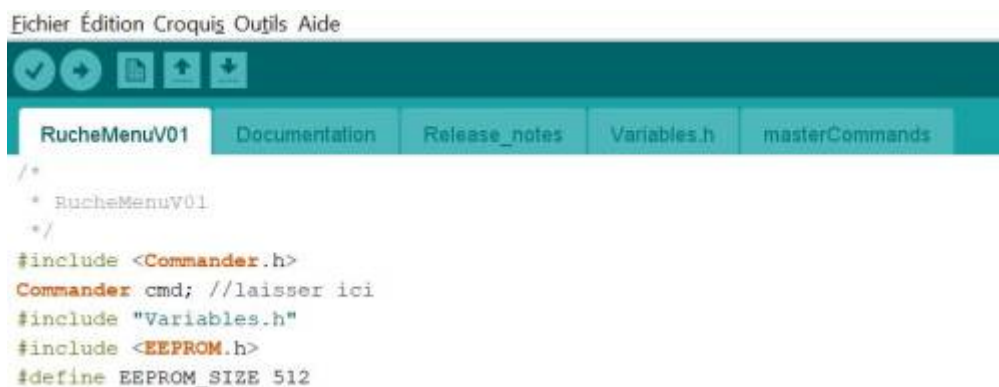 Fichier Édition Croquis Outils Aide
RucheMenuV01 Documentation Release_notes Variables.h masterCommands
/*
 * RucheMenuV01
 */
#include <Commander.h>
Commander cmd; //laisser ici
#include "Variables.h"
#include <EEPROM.h>
#define EEPROM_SIZE 512